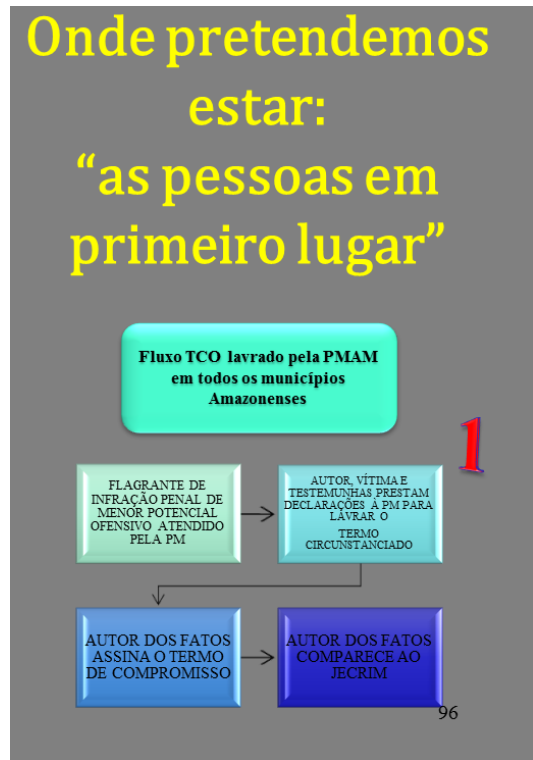 Onde pretendemos
estar:
“as pessoas em
primeiro lugar”
Fluxo TCO lavrado pela PMAM
em todos os municípios
Amazonenses
1
FLAGRANTE DE
INFRAÇÃO PENAL DE
MENOR POTENCIAL
OFENSIVO ATENDIDO
PELA PM
AUTOR, VÍTIMA E
TESTEMUNHAS PRESTAM
DECLARAÇÕES À PM PARA
LAVRAR O
TERMO
CIRCUNSTANCIADO
AUTOR DOS FATOS
ASSINA O TERMO
DE COMPROMISSO
AUTOR DOS FATOS
COMPARECE AO
JECRIM
96